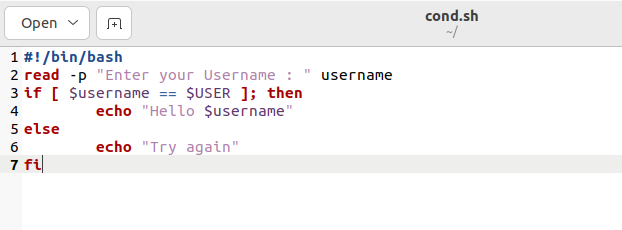 Open
cond.sh
~/
1 #!/bin/bash
2 read -p "Enter your Username : " username
3 if [ $username == $USER ]; then
4         echo "Hello $username"
5 else
6         echo "Try again"
7 fi